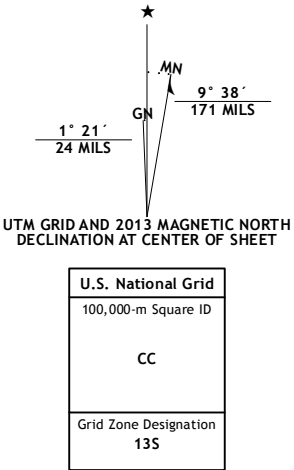 ★
MN
9° 38´
171 MILS
GN
1° 21´
24 MILS
UTM GRID AND 2013 MAGNETIC NORTH
DECLINATION AT CENTER OF SHEET
U.S. National Grid
100,000-m Square ID
CC
Grid Zone Designation
13S